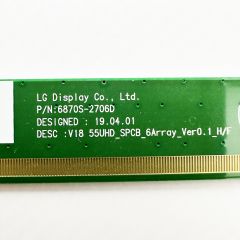 LG Display Co., Ltd.
P/N:6870S-2706D
DESIGNED : 19.04.01
DESC :V18 55UHD_SPCB_6Array_Ver0.1_H/F